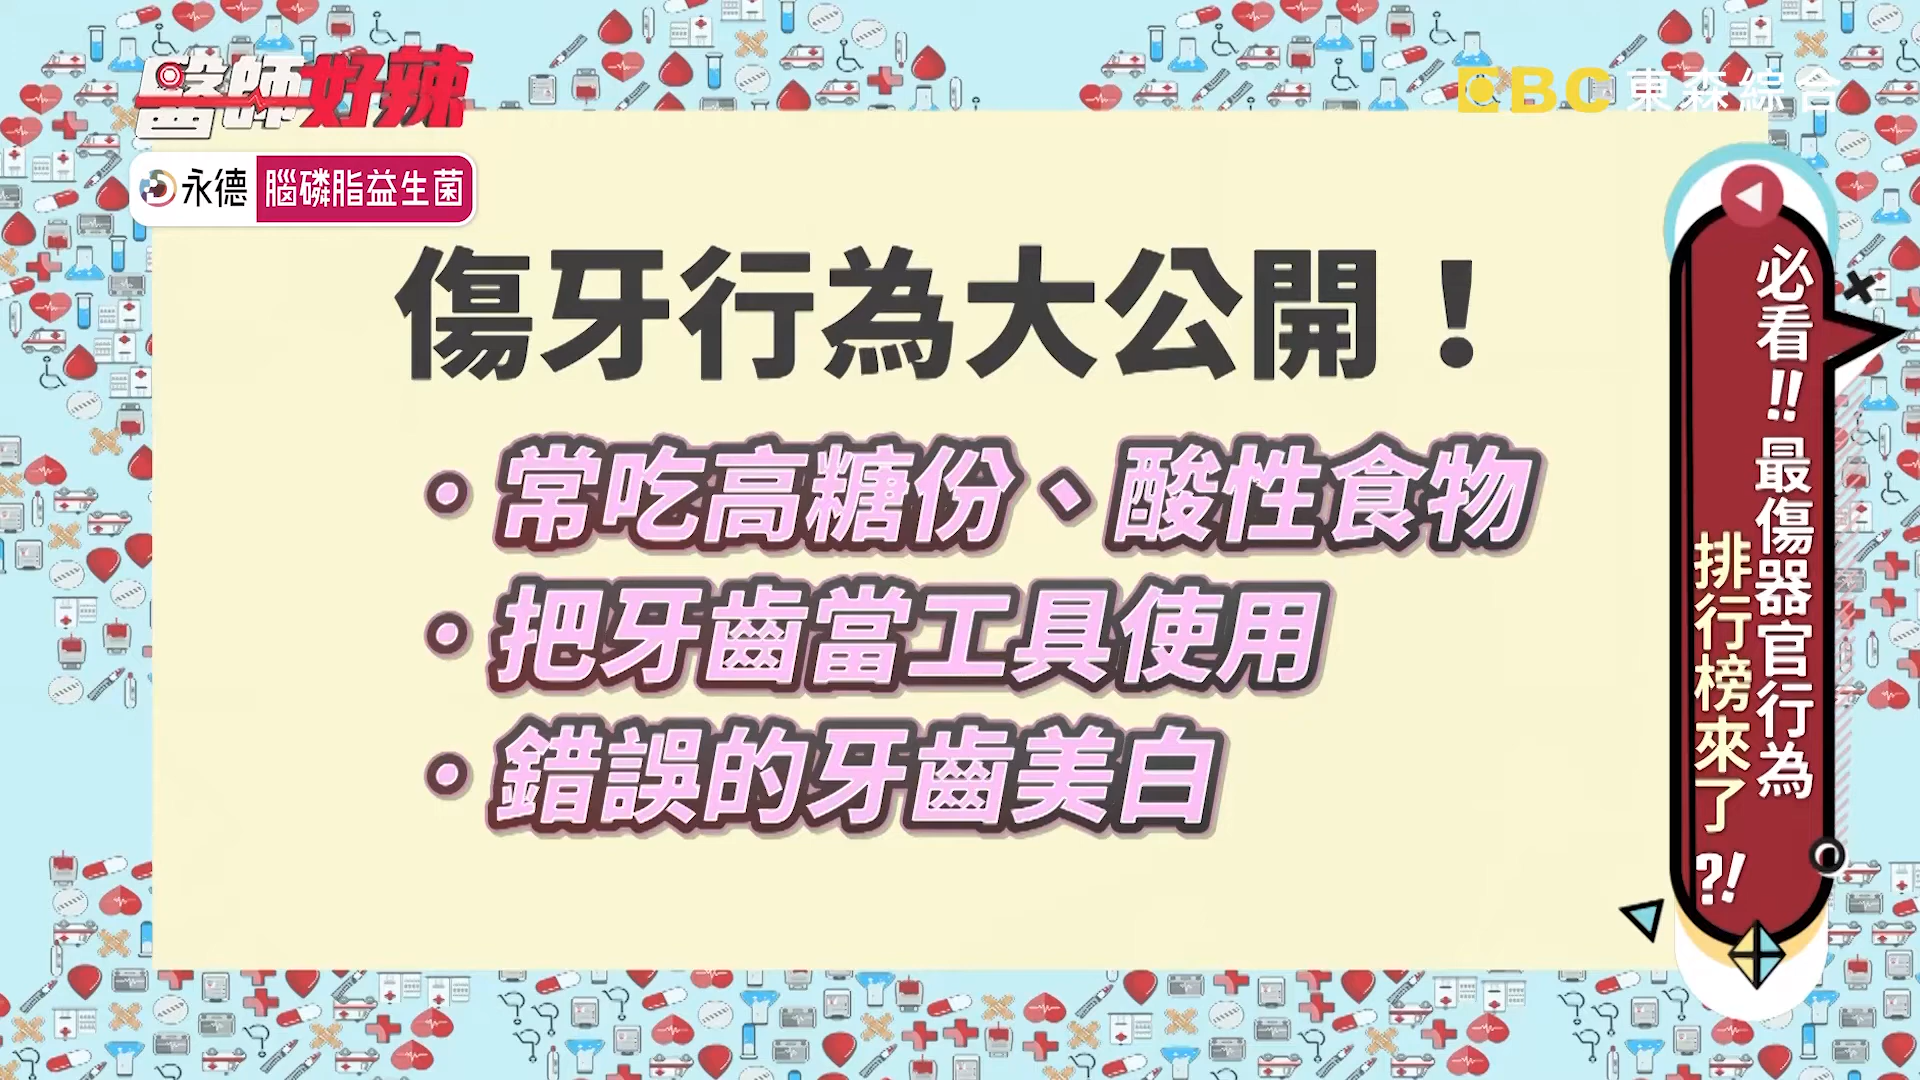 醫師好辣
EBC 東森綜合
永德 腦磷脂益生菌
傷牙行為大公開！
・常吃高糖份、酸性食物
・把牙齒當工具使用
・錯誤的牙齒美白
必看!! 最傷器官行為
排行榜來了?!